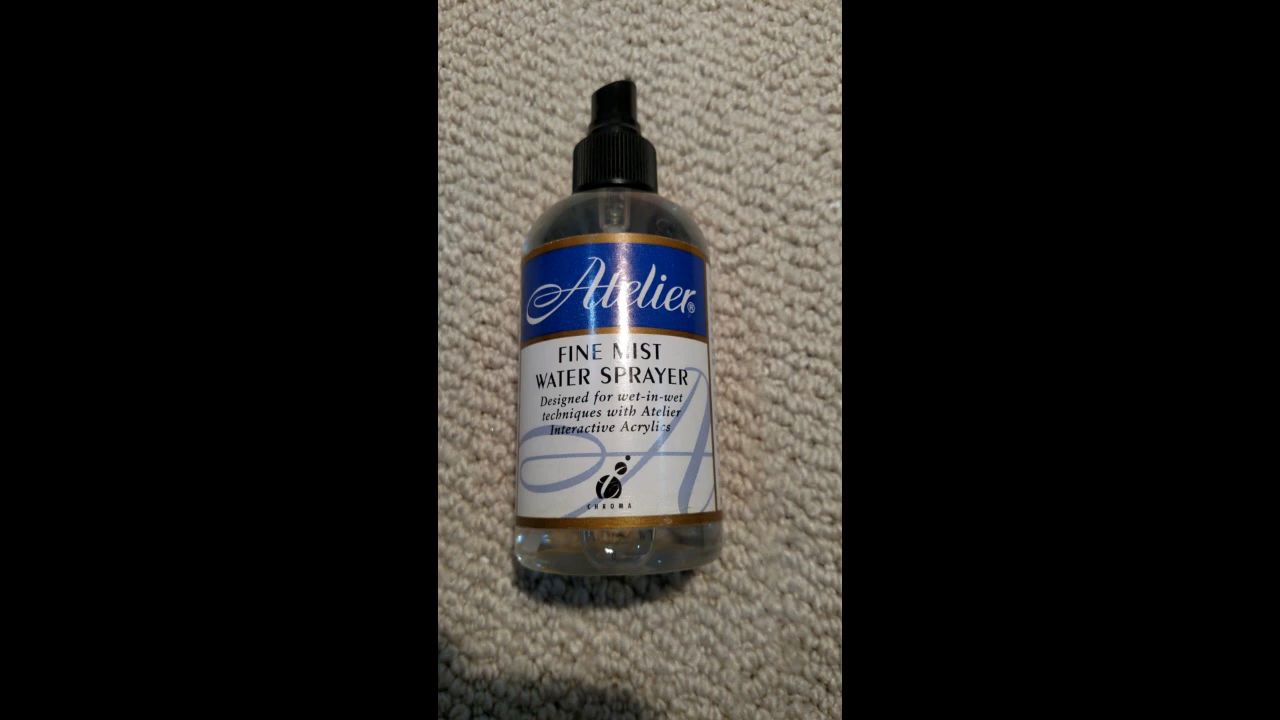 Atelier®
FINE MIST
WATER SPRAYER
Designed for wet-in-wet
techniques with Atelier
Interactive Acrylics
CHROMA